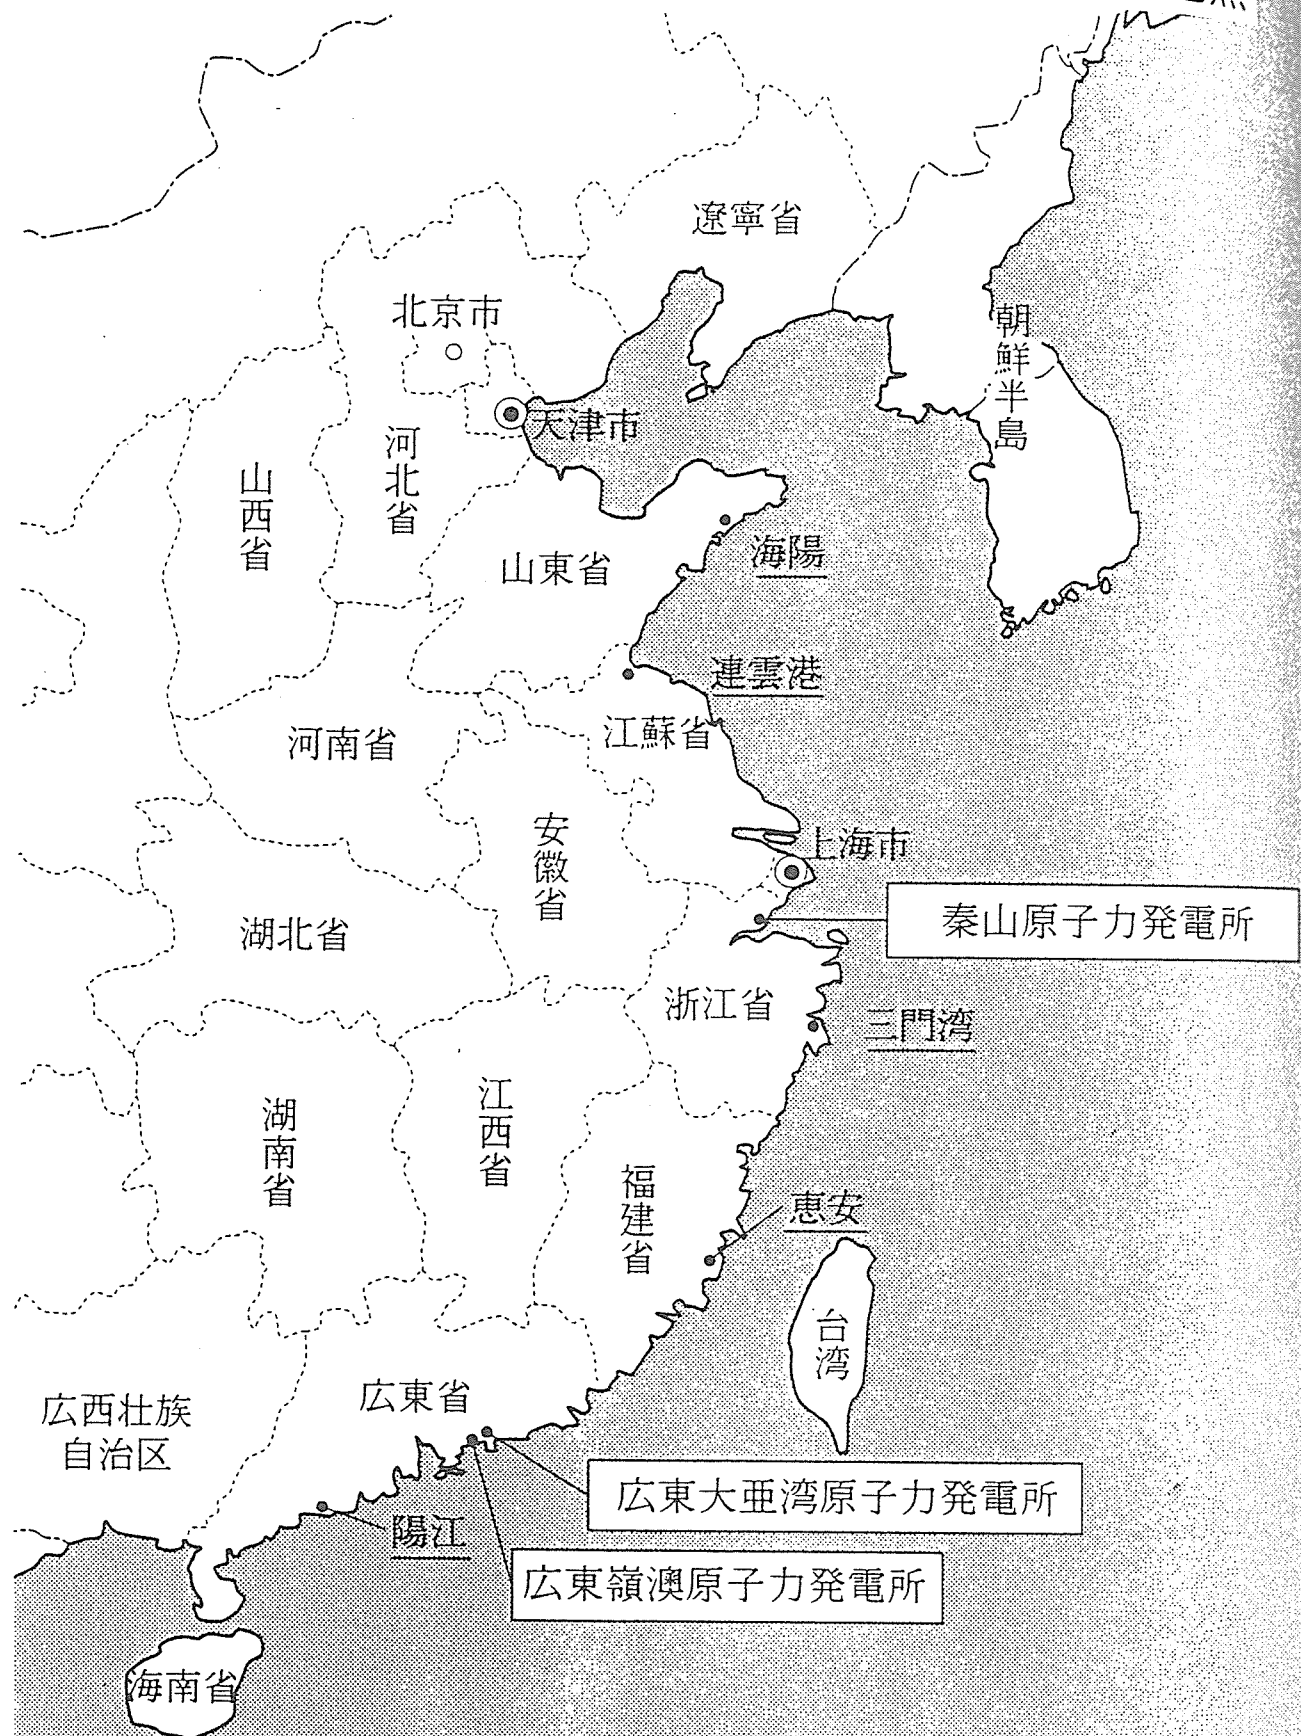 遼寧省
北京市
朝鮮半島
天津市
河北省
山西省
海陽
山東省
連雲港
江蘇省
河南省
安徽省
上海市
秦山原子力発電所
湖北省
浙江省
三門湾
江西省
湖南省
福建省
恵安
台湾
広東省
広西壮族
自治区
広東大亜湾原子力発電所
陽江
広東嶺澳原子力発電所
海南省